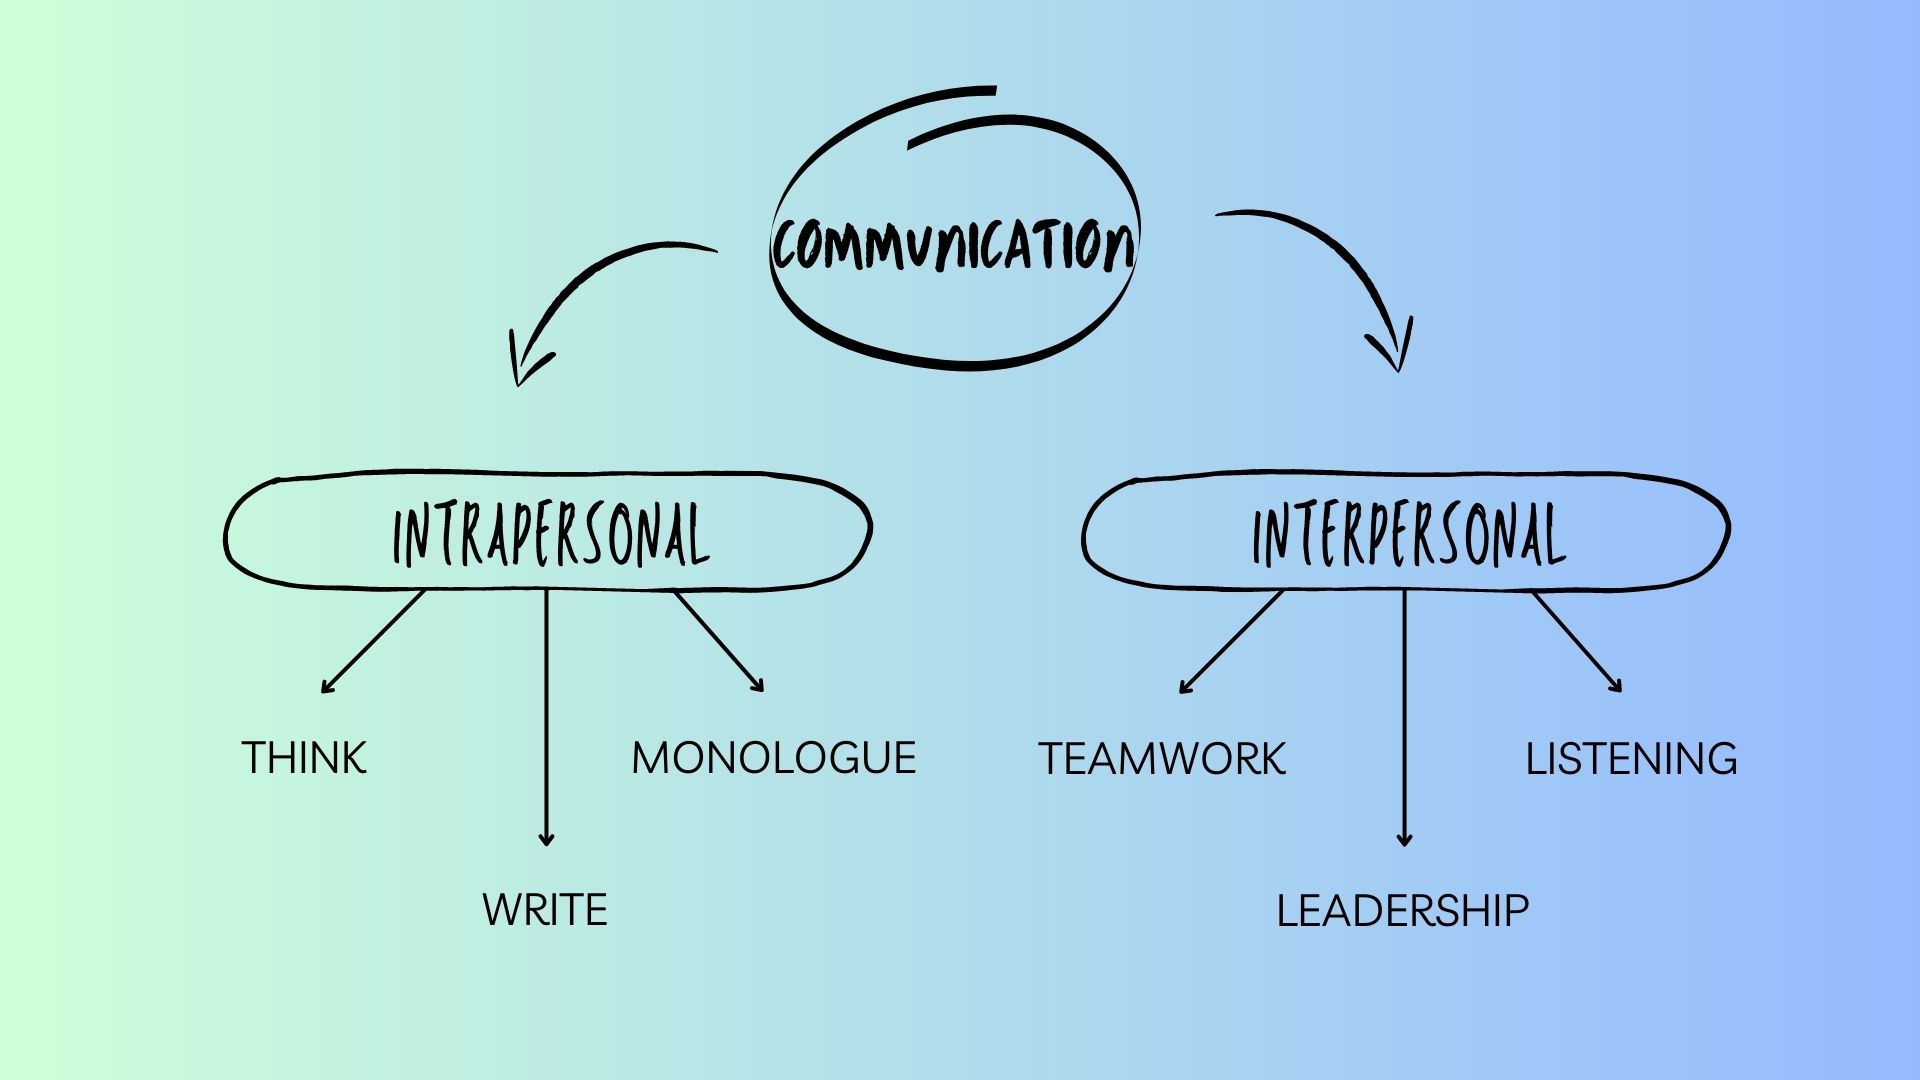 COMMUNICATION
INTRAPERSONAL
INTERPERSONAL
THINK
MONOLOGUE
TEAMWORK
LISTENING
WRITE
LEADERSHIP